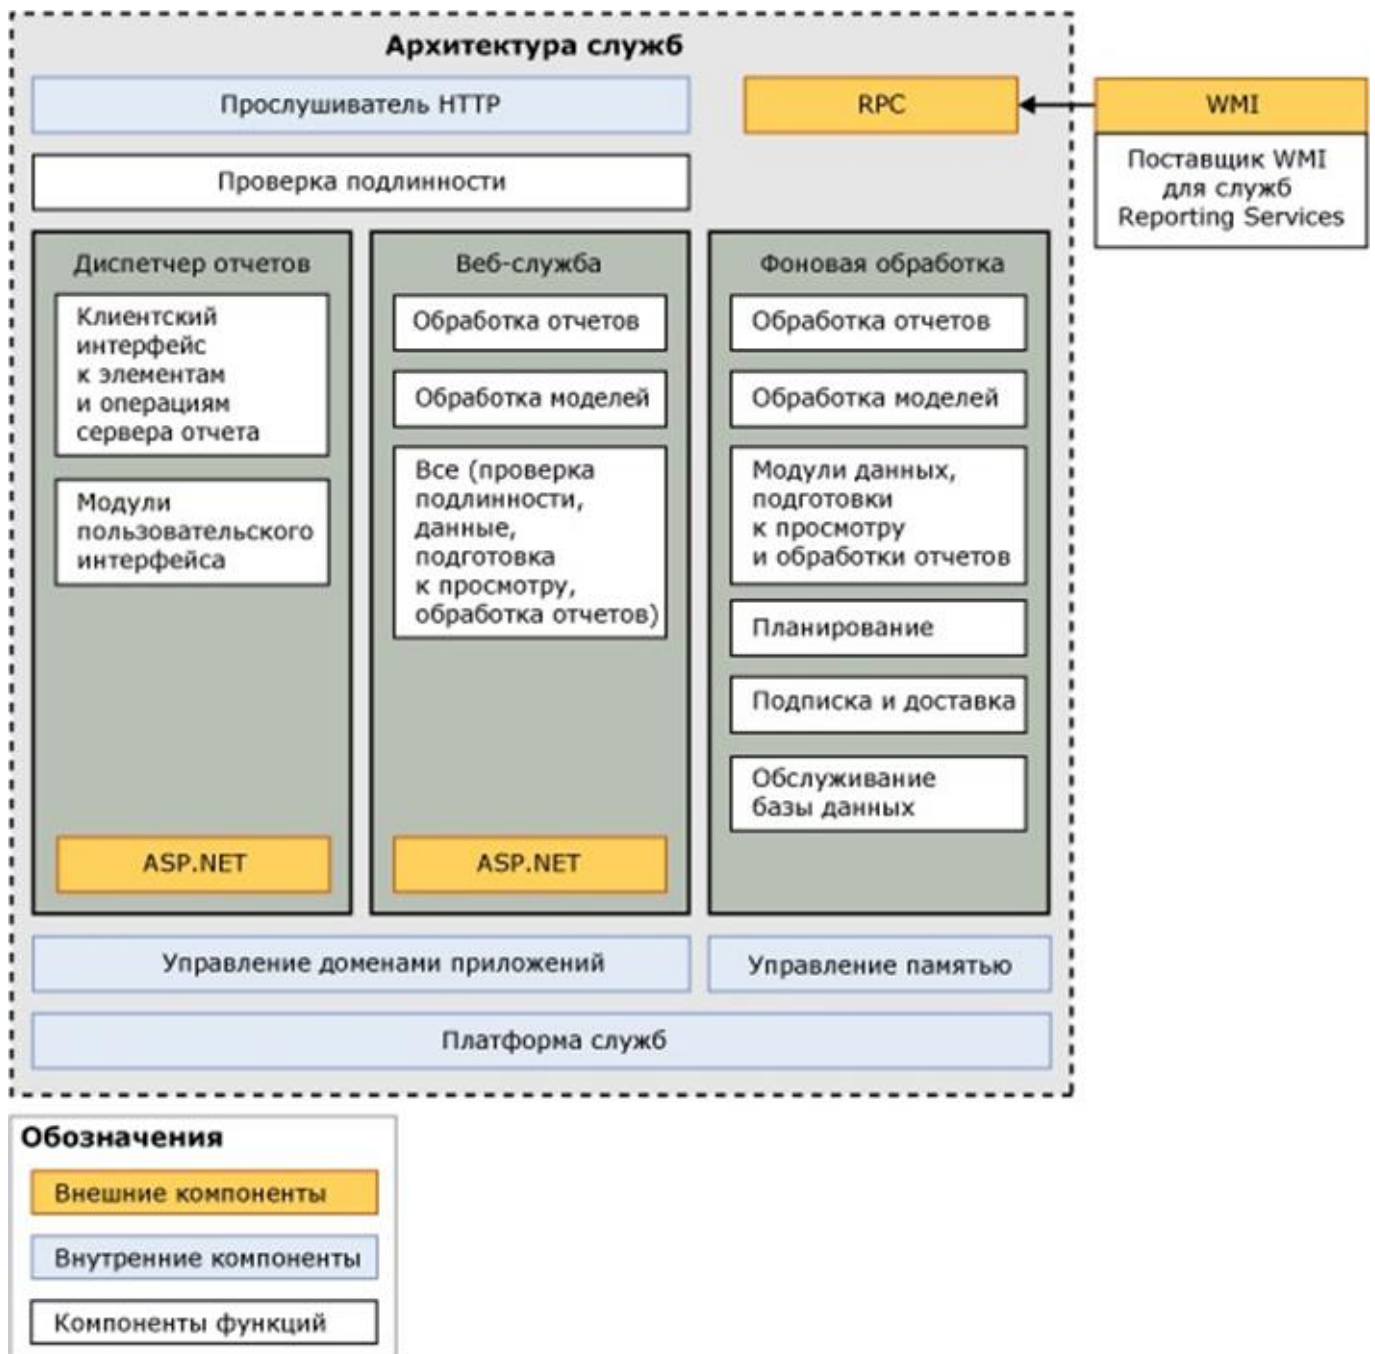 Архитектура служб
Прослушиватель HTTP
RPC
WMI
Поставщик WMI
для служб
Reporting Services
Проверка подлинности
Диспетчер отчетов
Клиентский
интерфейс
к элементам
и операциям
сервера отчета
Модули
пользовательского
интерфейса
ASP.NET
Веб-служба
Обработка отчетов
Обработка моделей
Все (проверка
подлинности,
данные,
подготовка
к просмотру,
обработка отчетов)
ASP.NET
Фоновая обработка
Обработка отчетов
Обработка моделей
Модули данных,
подготовки
к просмотру
и обработки отчетов
Планирование
Подписка и доставка
Обслуживание
базы данных
Управление доменами приложений
Управление памятью
Платформа служб
Обозначения
Внешние компоненты
Внутренние компоненты
Компоненты функций